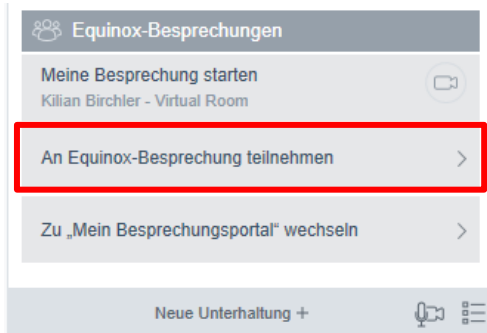 Equinox-Besprechungen
Meine Besprechung starten
Kilian Birchler - Virtual Room
An Equinox-Besprechung teilnehmen
Zu „Mein Besprechungsportal“ wechseln
Neue Unterhaltung +